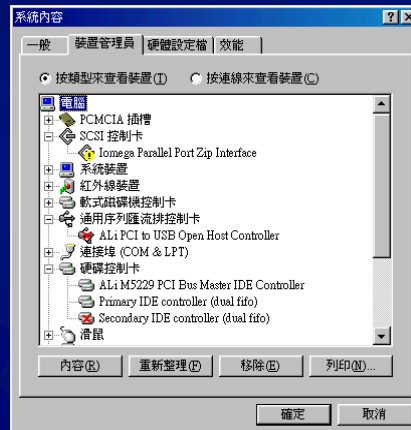 系統內容
一般 裝置管理員 硬體設定檔 效能
按類型來查看裝置(T) 按連線來查看裝置(C)
電腦
PCMCIA 插槽
SCSI 控制卡
Iomega Parallel Port Zip Interface
系統裝置
紅外線裝置
軟式磁碟機控制卡
通用序列匯流排控制卡
ALi PCI to USB Open Host Controller
連接埠 (COM & LPT)
硬碟控制卡
ALi M5229 PCI Bus Master IDE Controller
Primary IDE controller (dual fifo)
Secondary IDE controller (dual fifo)
滑鼠
內容(R) 重新整理(F) 移除(E) 列印(N)...
確定 取消